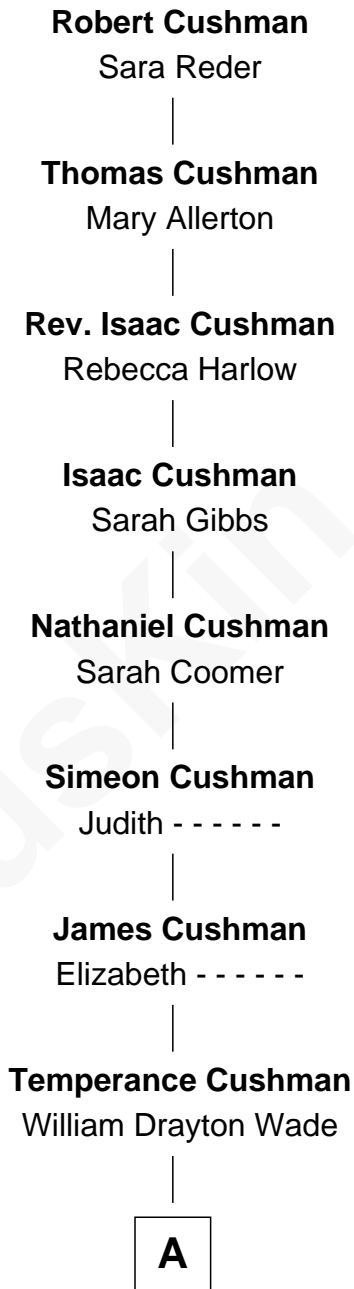 Robert Cushman
Sara Reder
Thomas Cushman
Mary Allerton
Rev. Isaac Cushman
Rebecca Harlow
Isaac Cushman
Sarah Gibbs
Nathaniel Cushman
Sarah Coomer
Simeon Cushman
Judith - - - - - -
James Cushman
Elizabeth - - - - - -
Temperance Cushman
William Drayton Wade
A